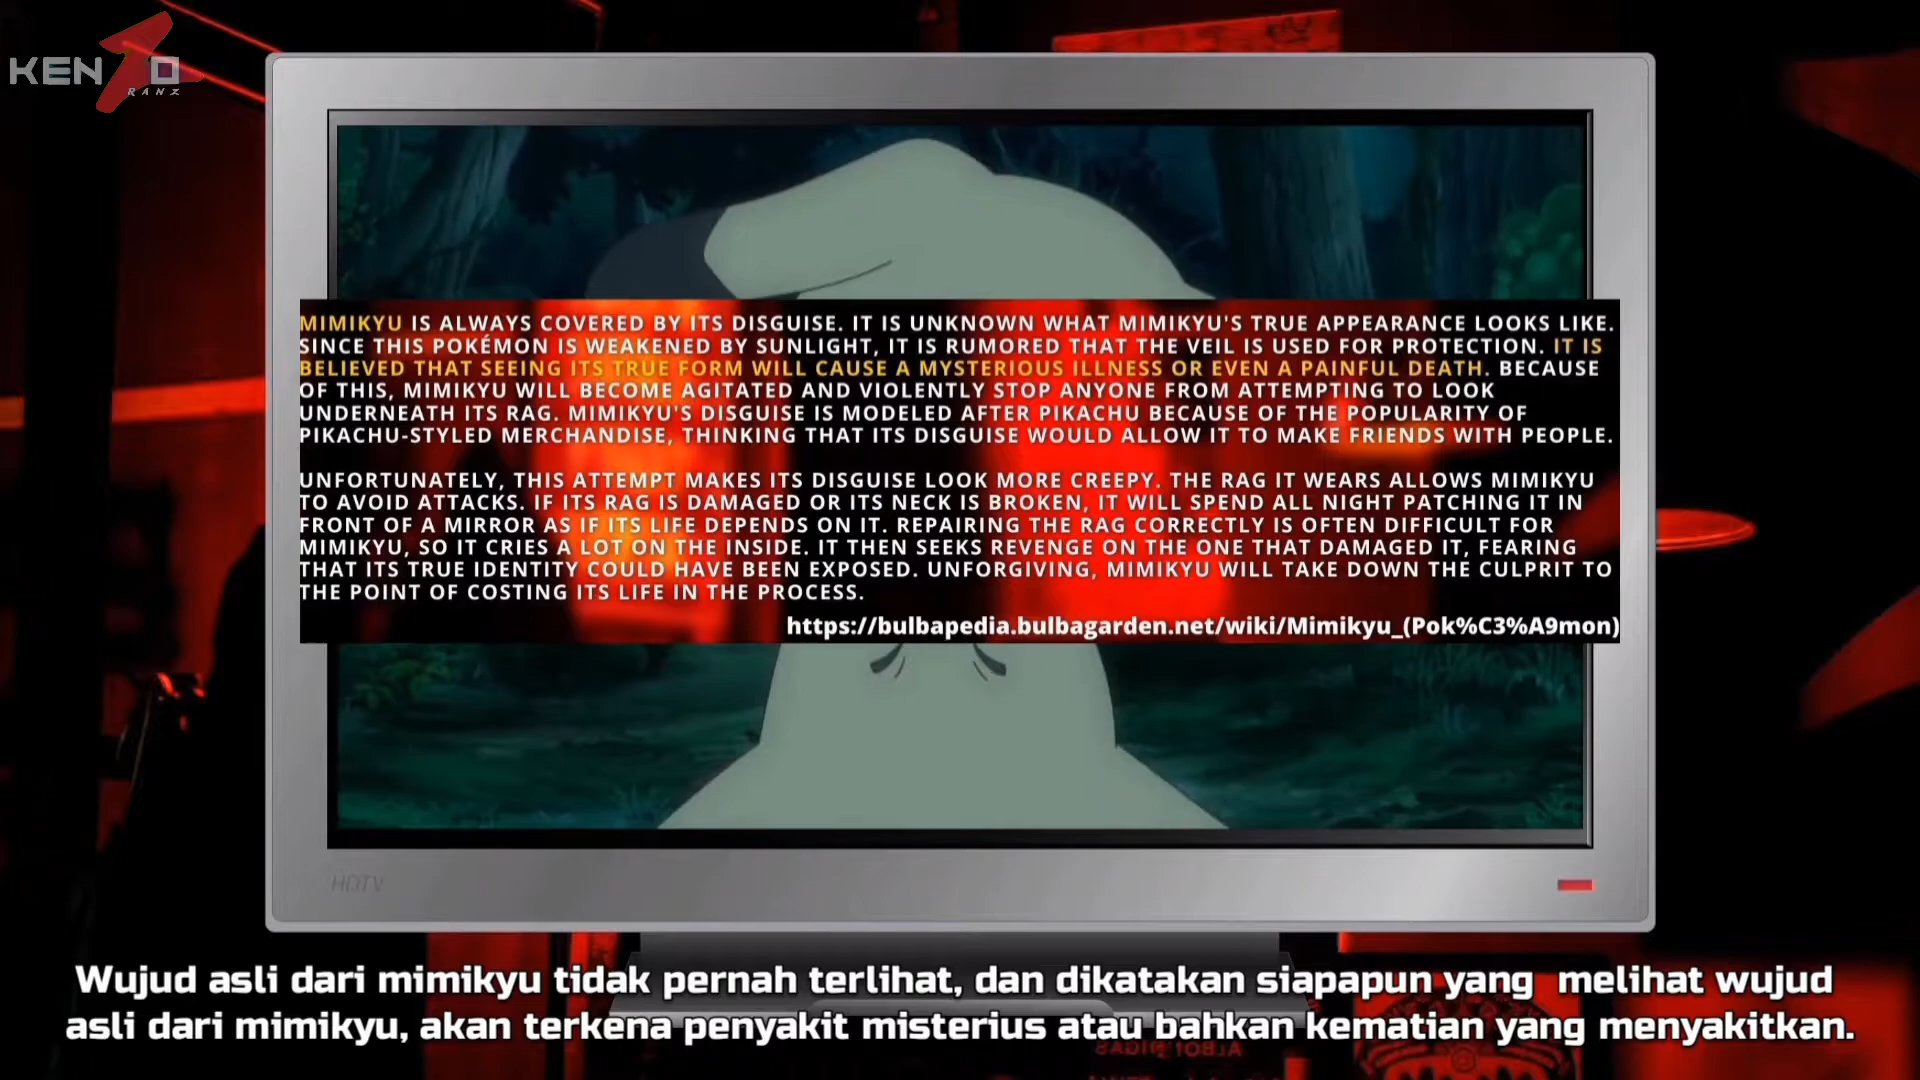 KENZO
RANZ
MIMIKYU IS ALWAYS COVERED BY ITS DISGUISE. IT IS UNKNOWN WHAT MIMIKYU'S TRUE APPEARANCE LOOKS LIKE.
SINCE THIS POKÉMON IS WEAKENED BY SUNLIGHT, IT IS RUMORED THAT THE VEIL IS USED FOR PROTECTION. IT IS
BELIEVED THAT SEEING ITS TRUE FORM WILL CAUSE A MYSTERIOUS ILLNESS OR EVEN A PAINFUL DEATH. BECAUSE
OF THIS, MIMIKYU WILL BECOME AGITATED AND VIOLENTLY STOP ANYONE FROM ATTEMPTING TO LOOK
UNDERNEATH ITS RAG. MIMIKYU'S DISGUISE IS MODELED AFTER PIKACHU BECAUSE OF THE POPULARITY OF
PIKACHU-STYLED MERCHANDISE, THINKING THAT ITS DISGUISE WOULD ALLOW IT TO MAKE FRIENDS WITH PEOPLE.
UNFORTUNATELY, THIS ATTEMPT MAKES ITS DISGUISE LOOK MORE CREEPY. THE RAG IT WEARS ALLOWS MIMIKYU
TO AVOID ATTACKS. IF ITS RAG IS DAMAGED OR ITS NECK IS BROKEN, IT WILL SPEND ALL NIGHT PATCHING IT IN
FRONT OF A MIRROR AS IF ITS LIFE DEPENDS ON IT. REPAIRING THE RAG CORRECTLY IS OFTEN DIFFICULT FOR
MIMIKYU, SO IT CRIES A LOT ON THE INSIDE. IT THEN SEEKS REVENGE ON THE ONE THAT DAMAGED IT, FEARING
THAT ITS TRUE IDENTITY COULD HAVE BEEN EXPOSED. UNFORGIVING, MIMIKYU WILL TAKE DOWN THE CULPRIT TO
THE POINT OF COSTING ITS LIFE IN THE PROCESS.
https://bulbapedia.bulbagarden.net/wiki/Mimikyu_(Pok%C3%A9mon)
HDTV
Wujud asli dari mimikyu tidak pernah terlihat, dan dikatakan siapapun yang melihat wujud
asli dari mimikyu, akan terkena penyakit misterius atau bahkan kematian yang menyakitkan.